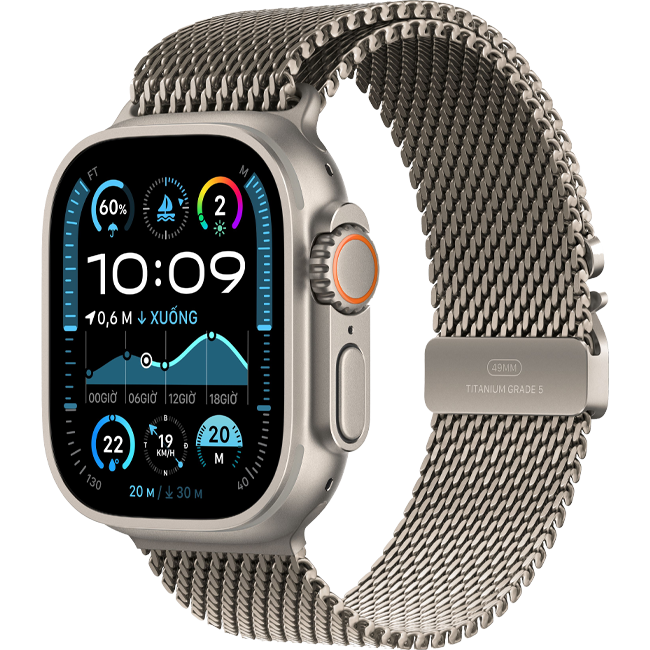 FT
M
60%
2
10:09
0,6 M ↓ XUỐNG
00GIỜ 06GIỜ 12GIỜ 18GIỜ
22
B
T Đ
19
KM/H
N
20
M
130
40
20 M / ↓ 30 M
49MM
TITANIUM GRADE 5